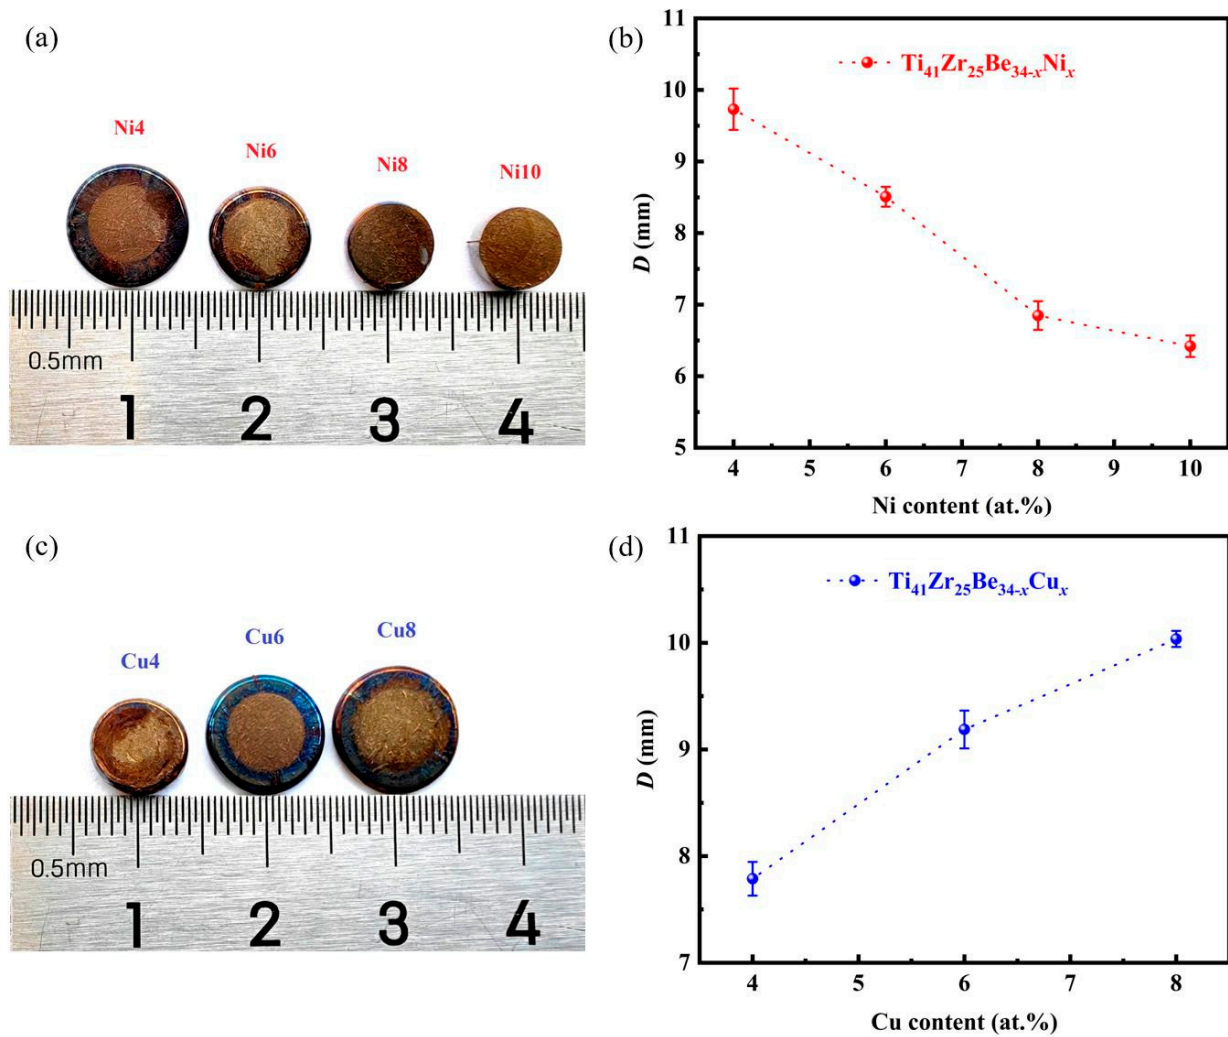 (a)
Ni4
Ni6
Ni8
Ni10
0.5mm
1 2 3 4
(b)
11
10
9
8
7
6
5
D (mm)
Ti₄₁Zr₂₅Be₃₄₋ₓNiₓ
4 5 6 7 8 9 10
Ni content (at.%)
(c)
Cu4
Cu6
Cu8
0.5mm
1 2 3 4
(d)
11
10
9
8
7
D (mm)
Ti₄₁Zr₂₅Be₃₄₋ₓCuₓ
4 5 6 7 8
Cu content (at.%)